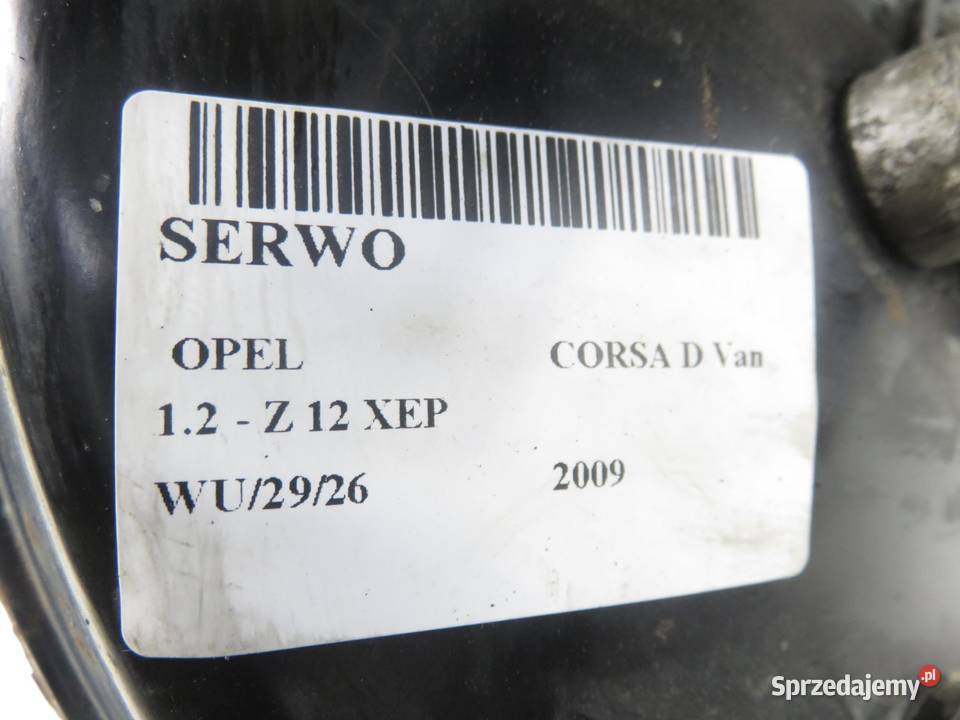 SERWO
OPEL CORSA D Van
1.2 - Z 12 XEP
WU/29/26 2009
Sprzedajemy.pl